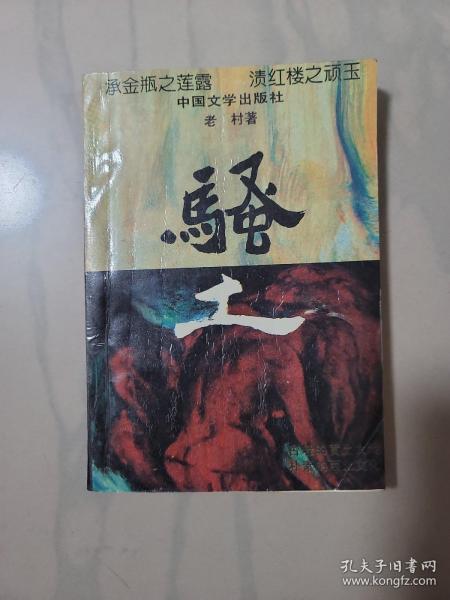 承金瓶之莲露 渍红楼之顽玉
中国文学出版社
老 村著
騷
土
孔夫子旧书网
www.kongfz.com